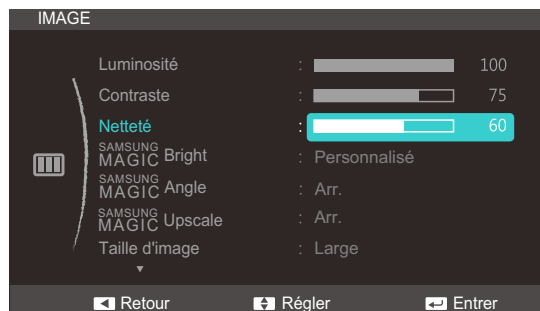 IMAGE
Luminosité : 100
Contraste : 75
Netteté : 60
SAMSUNG MAGIC Bright : Personnalisé
SAMSUNG MAGIC Angle : Arr.
SAMSUNG MAGIC Upscale : Arr.
Taille d'image : Large
Retour Régler Entrer